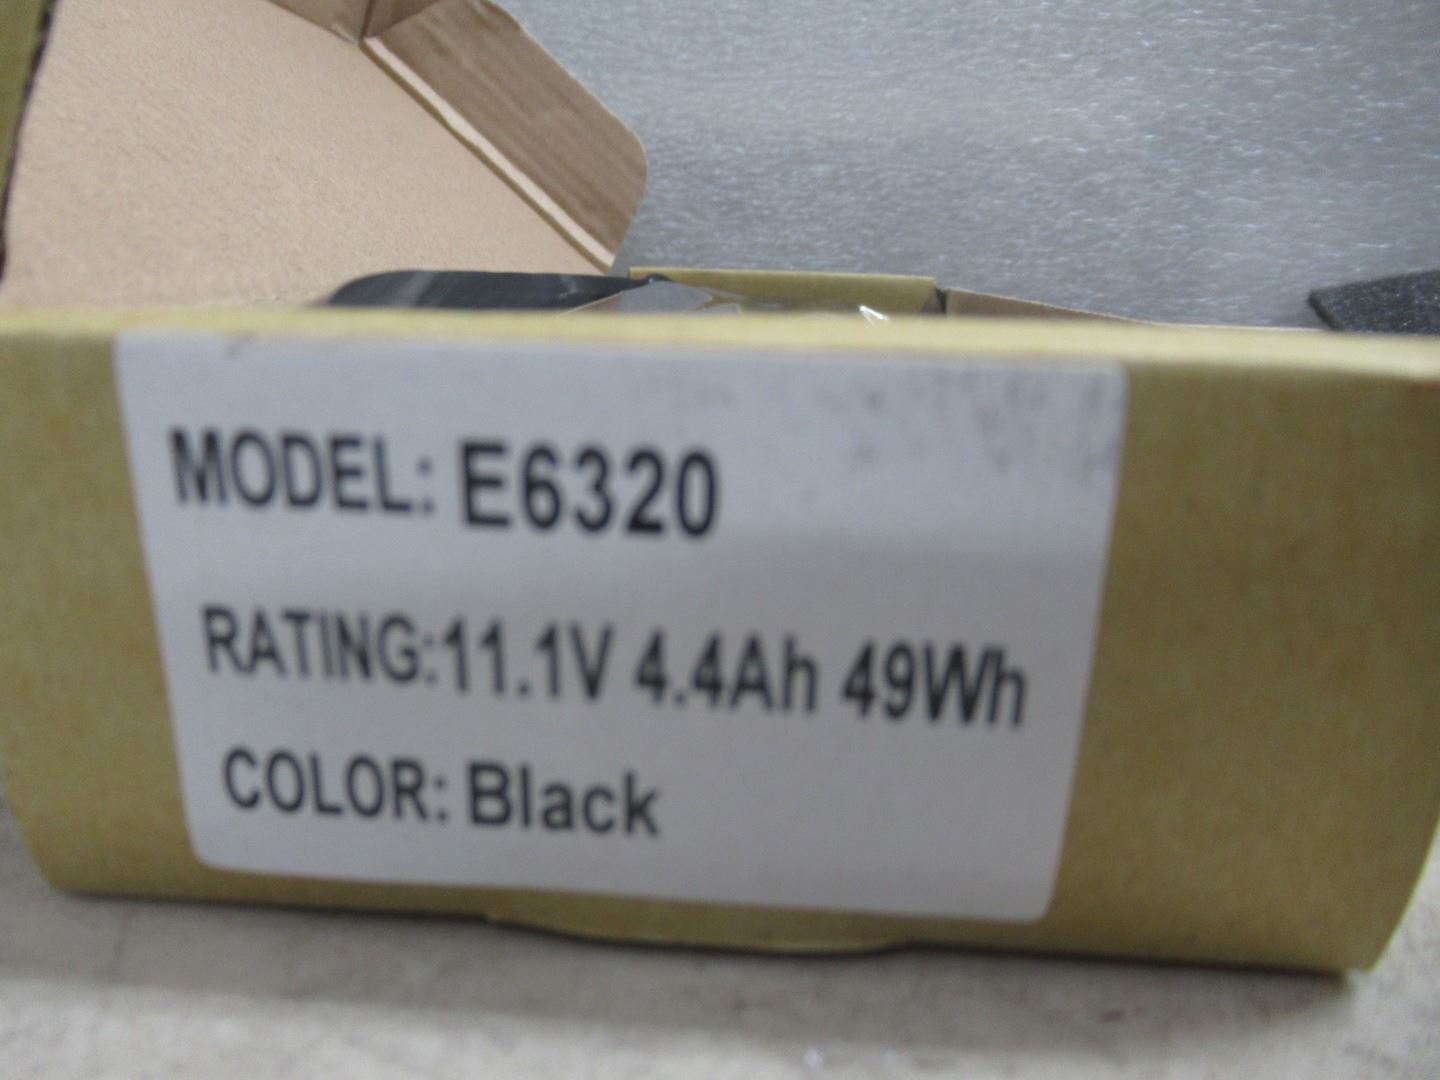 MODEL: E6320
RATING:11.1V 4.4Ah 49Wh
COLOR: Black